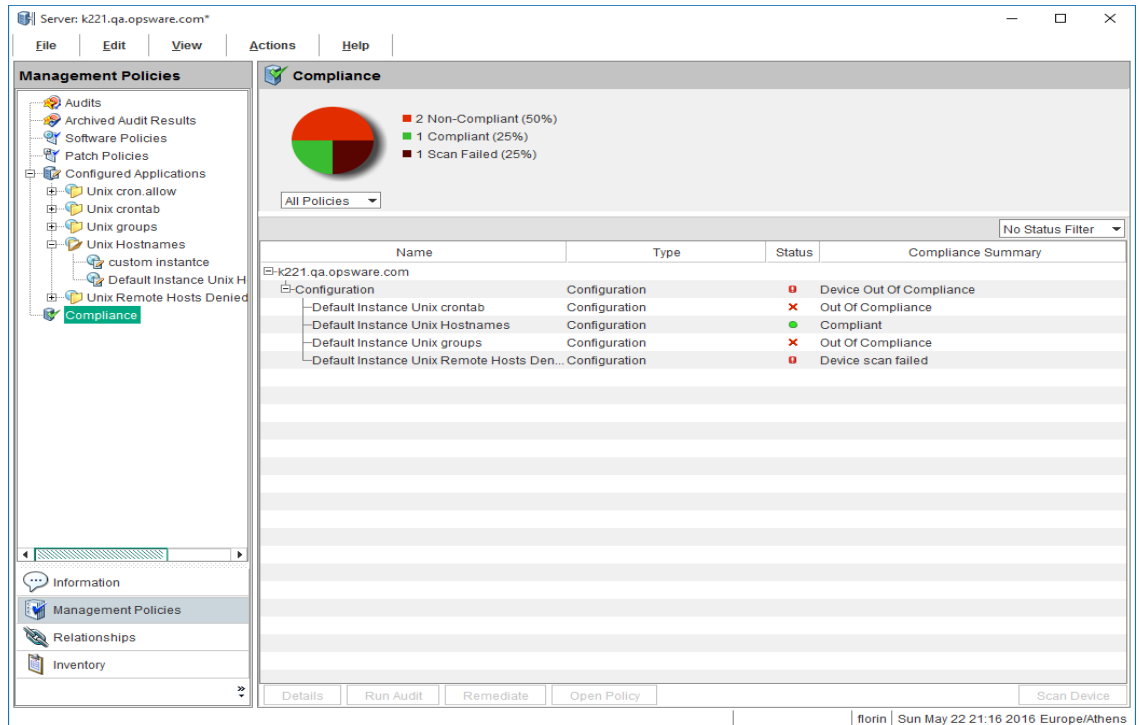 Server: k221.qa.opsware.com*
File Edit View Actions Help
Management Policies
Audits
Archived Audit Results
Software Policies
Patch Policies
Configured Applications
Unix cron.allow
Unix crontab
Unix groups
Unix Hostnames
custom instantce
Default Instance Unix H
Unix Remote Hosts Denied
Compliance
Information
Management Policies
Relationships
Inventory
Compliance
2 Non-Compliant (50%)
1 Compliant (25%)
1 Scan Failed (25%)
All Policies
No Status Filter
Name Type Status Compliance Summary
k221.qa.opsware.com
Configuration Configuration Device Out Of Compliance
Default Instance Unix crontab Configuration Out Of Compliance
Default Instance Unix Hostnames Configuration Compliant
Default Instance Unix groups Configuration Out Of Compliance
Default Instance Unix Remote Hosts Den... Configuration Device scan failed
Details Run Audit Remediate Open Policy Scan Device
florin Sun May 22 21:16 2016 Europe/Athens